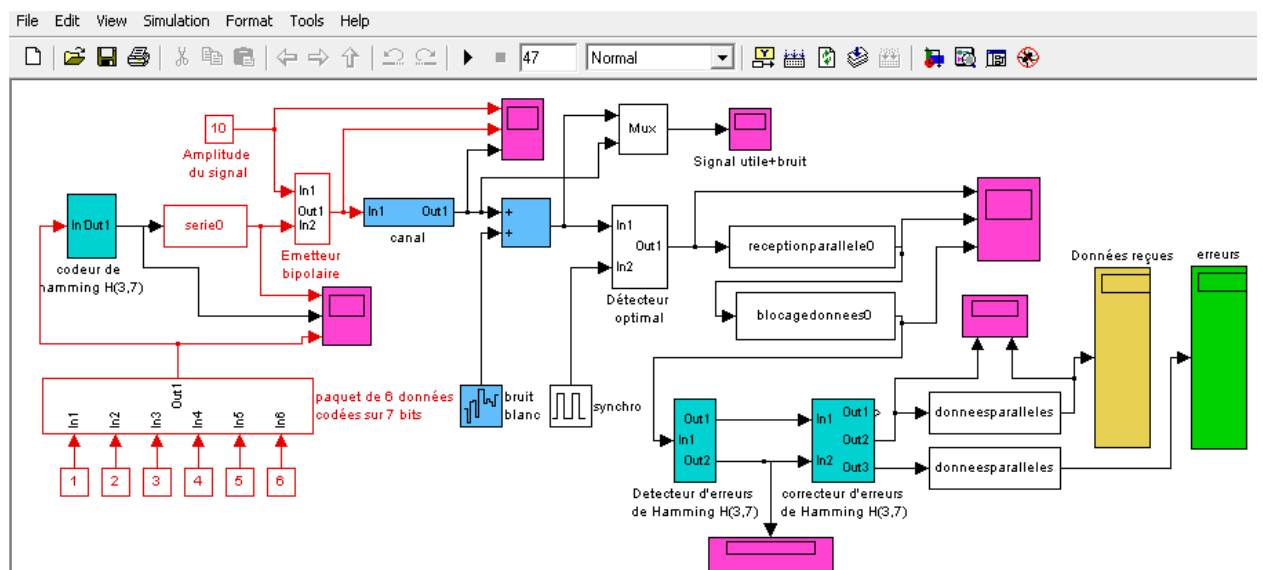 File Edit View Simulation Format Tools Help
47 Normal
10
Amplitude
du signal
In1
Out1
In2
Emetteur
bipolaire
In1 Out1
canal
Mux
Signal utile+bruit
In Out1
codeur de
hamming H(3,7)
serie0
+
+
In1
Out1
In2
Détecteur
optimal
receptionparallele0
blocagedonnees0
Données reçues
erreurs
Out1
In1 In2 In3 In4 In5 In6
paquet de 6 données
codées sur 7 bits
1 2 3 4 5 6
bruit
blanc
synchro
Out1
In1
Out2
Detecteur d'erreurs
de Hamming H(3,7)
In1 Out1
Out2
In2 Out3
correcteur d'erreurs
de Hamming H(3,7)
donneesparalleles
donneesparalleles